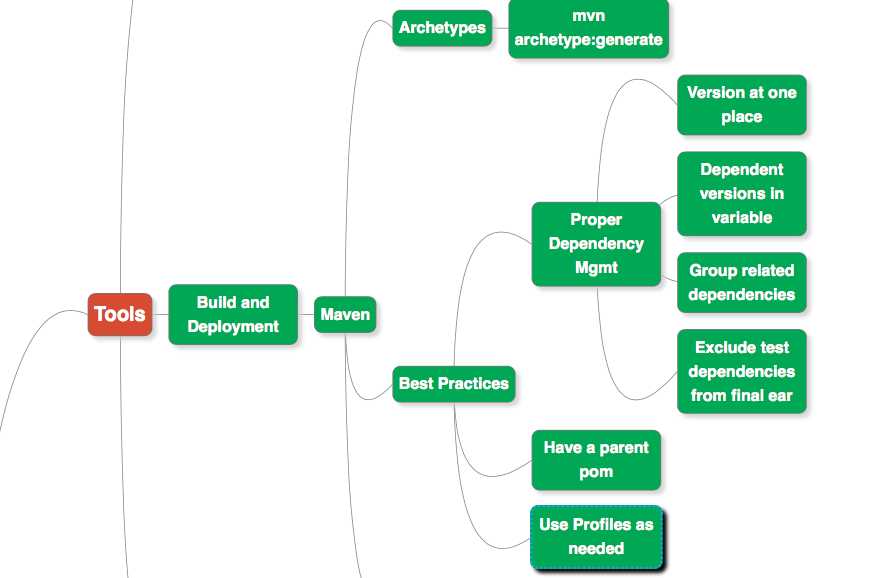 Archetypes
mvn
archetype:generate
Version at one
place
Dependent
versions in
variable
Proper
Dependency
Mgmt
Group related
dependencies
Tools
Build and
Deployment
Maven
Exclude test
dependencies
from final ear
Best Practices
Have a parent
pom
Use Profiles as
needed